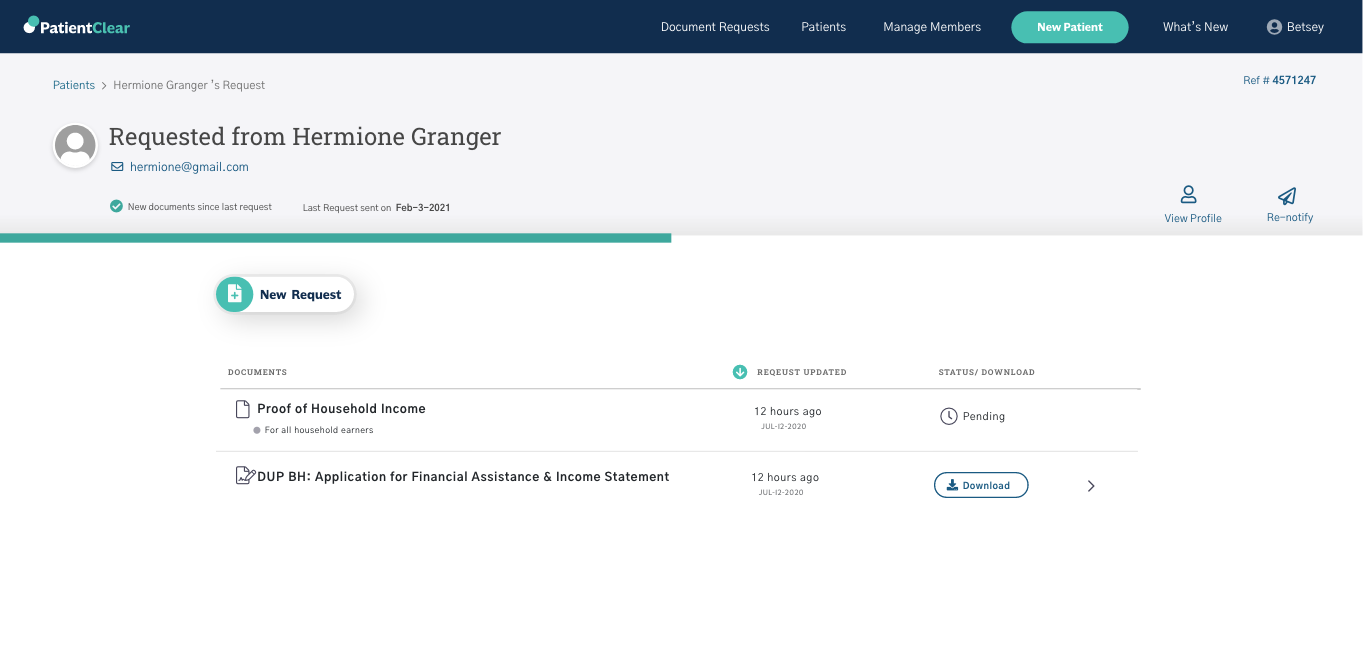 PatientClear
Document Requests
Patients
Manage Members
New Patient
What's New
Betsey
Patients > Hermione Granger 's Request
Ref # 4571247
Requested from Hermione Granger
hermione@gmail.com
New documents since last request
Last Request sent on Feb-3-2021
View Profile
Re-notify
New Request
DOCUMENTS
REQEUST UPDATED
STATUS/ DOWNLOAD
Proof of Household Income
For all household earners
12 hours ago
JUL-12-2020
Pending
DUP BH: Application for Financial Assistance & Income Statement
12 hours ago
JUL-12-2020
Download